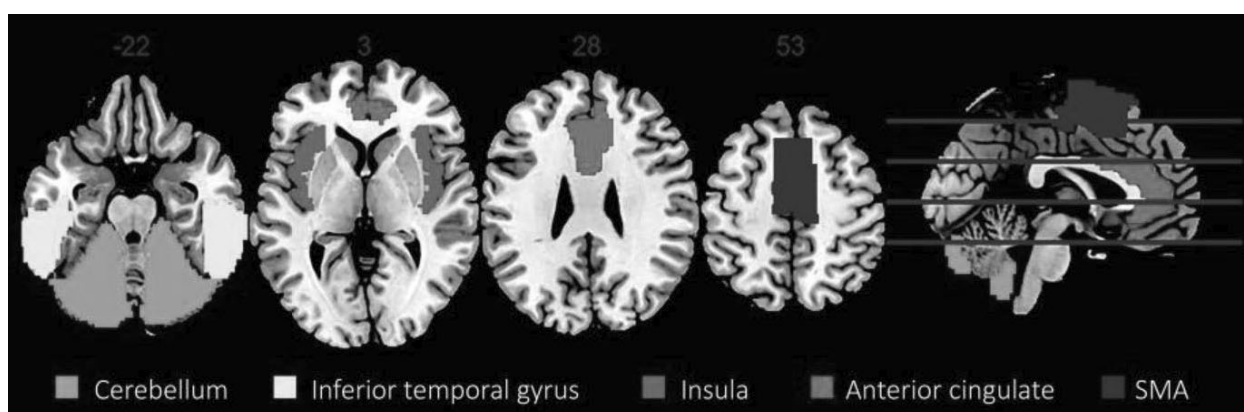 -22 3 28 53
Cerebellum Inferior temporal gyrus Insula Anterior cingulate SMA